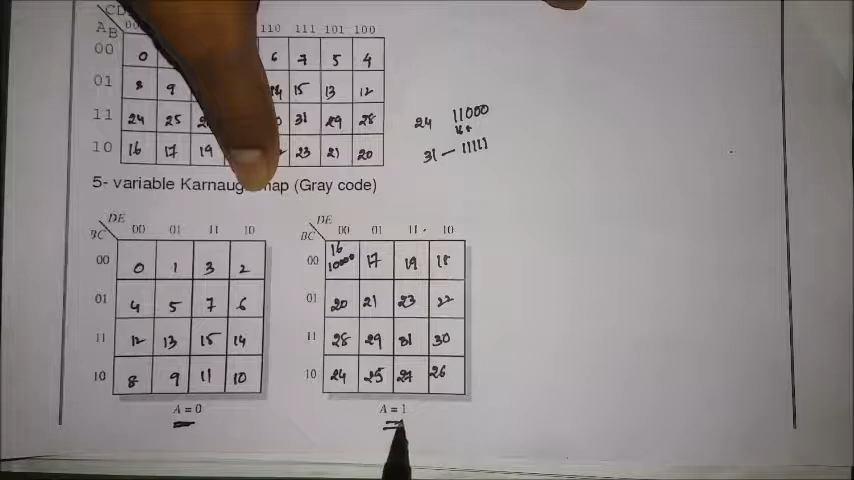 CD
AB 00 110 111 101 100
00 0 6 7 5 4
01 8 9 15 13 12
11 24 25 31 29 28
10 16 17 19 23 21 20
24 11000
16+
31 — 11111
5- variable Karnaug map (Gray code)
DE
BC 00 01 11 10
00 0 1 3 2
01 4 5 7 6
11 12 13 15 14
10 8 9 11 10
A = 0
DE
BC 00 01 11 10
00 16 10000 17 19 18
01 20 21 23 22
11 28 29 31 30
10 24 25 27 26
A = 1